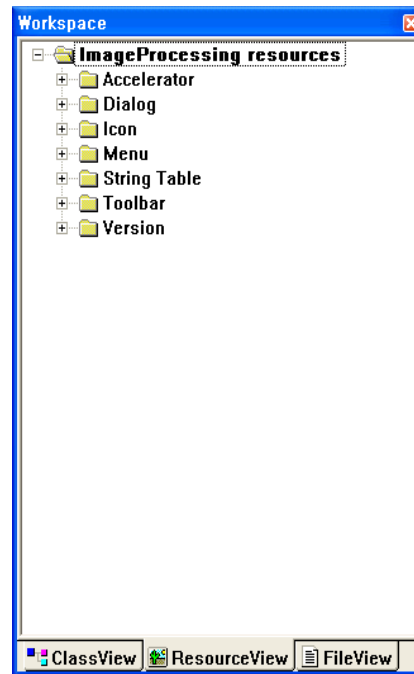 Workspace
ImageProcessing resources
Accelerator
Dialog
Icon
Menu
String Table
Toolbar
Version
ClassView ResourceView FileView